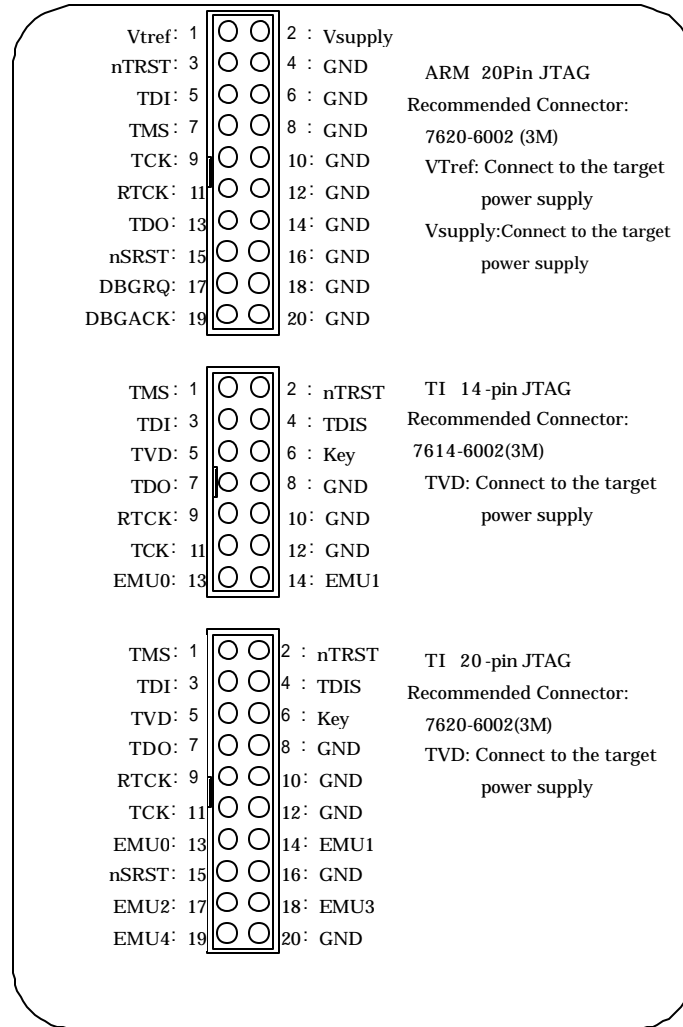 Vtref: 1 2 : Vsupply
nTRST: 3 4 : GND
TDI: 5 6 : GND
TMS: 7 8 : GND
TCK: 9 10: GND
RTCK: 11 12: GND
TDO: 13 14: GND
nSRST: 15 16: GND
DBGRQ: 17 18: GND
DBGACK: 19 20: GND
ARM 20Pin JTAG
Recommended Connector:
7620-6002 (3M)
VTref: Connect to the target
power supply
Vsupply:Connect to the target
power supply
TMS: 1 2 : nTRST
TDI: 3 4 : TDIS
TVD: 5 6 : Key
TDO: 7 8 : GND
RTCK: 9 10: GND
TCK: 11 12: GND
EMU0: 13 14: EMU1
TI 14-pin JTAG
Recommended Connector:
7614-6002(3M)
TVD: Connect to the target
power supply
TMS: 1 2 : nTRST
TDI: 3 4 : TDIS
TVD: 5 6 : Key
TDO: 7 8 : GND
RTCK: 9 10: GND
TCK: 11 12: GND
EMU0: 13 14: EMU1
nSRST: 15 16: GND
EMU2: 17 18: EMU3
EMU4: 19 20: GND
TI 20-pin JTAG
Recommended Connector:
7620-6002(3M)
TVD: Connect to the target
power supply